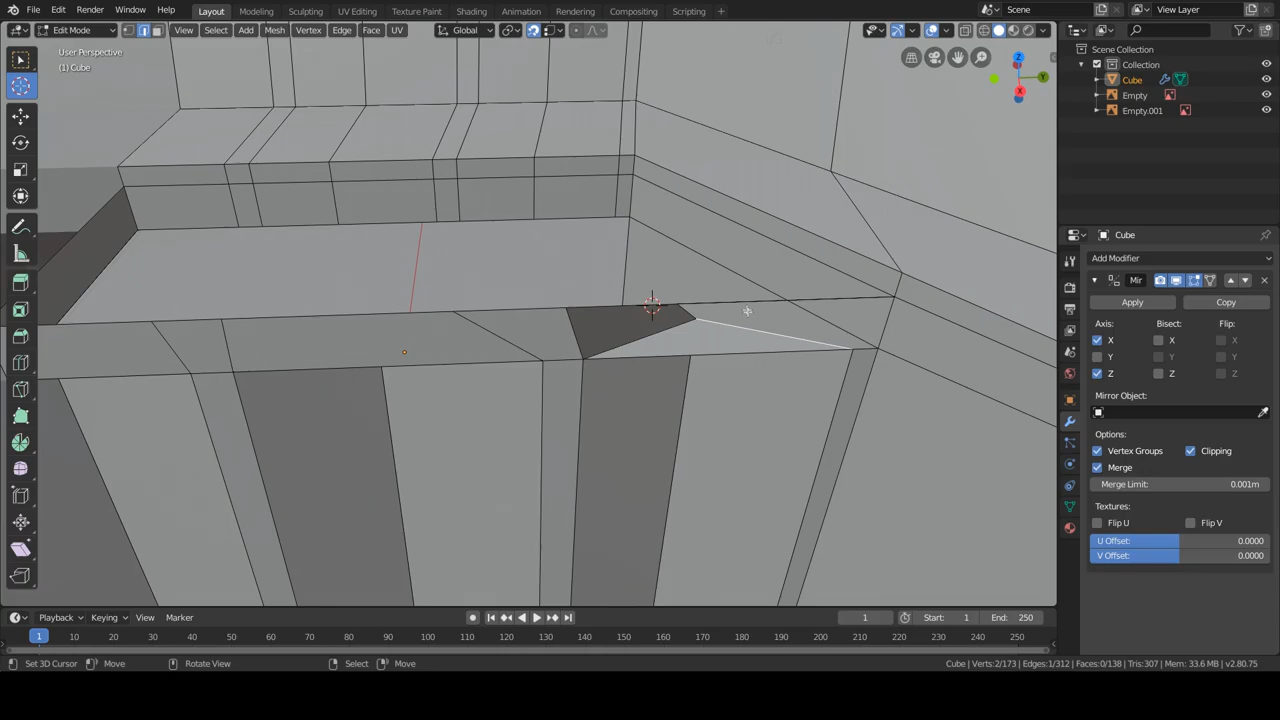 File Edit Render Window Help Layout Modeling Sculpting UV Editing Texture Paint Shading Animation Rendering Compositing Scripting + Scene View Layer
Edit Mode View Select Add Mesh Vertex Edge Face UV Global
User Perspective
(1) Cube
Z
Y
X
Scene Collection
Collection
Cube
Empty
Empty.001
Cube
Add Modifier
Mir
Apply Copy
Axis: Bisect: Flip:
X X X
Y Y Y
Z Z Z
Mirror Object:
Options:
Vertex Groups Clipping
Merge
Merge Limit: 0.001m
Textures:
Flip U Flip V
U Offset: 0.0000
V Offset: 0.0000
Playback Keying View Marker 1 Start: 1 End: 250
1 10 20 30 40 50 60 70 80 90 100 110 120 130 140 150 160 170 180 190 200 210 220 230 240 250
Set 3D Cursor Move Rotate View Select Move Cube | Verts:2/173 | Edges:1/312 | Faces:0/138 | Tris:307 | Mem: 33.6 MB | v2.80.75